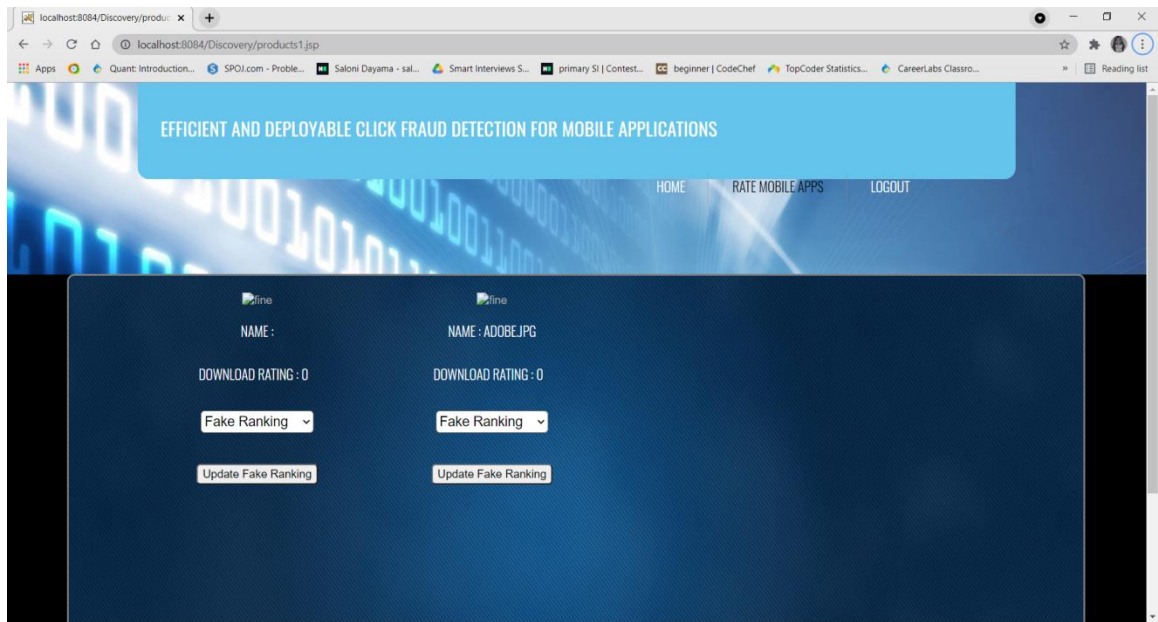 localhost:8084/Discovery/produc
localhost:8084/Discovery/products1.jsp
Apps Quant: Introduction... SPOJ.com - Proble... Saloni Dayama - sal... Smart Interviews S... primary SI | Contest... beginner | CodeChef TopCoder Statistics... CareerLabs Classro... » Reading list
EFFICIENT AND DEPLOYABLE CLICK FRAUD DETECTION FOR MOBILE APPLICATIONS
HOME RATE MOBILE APPS LOGOUT
fine fine
NAME : NAME : ADOBE.JPG
DOWNLOAD RATING : 0 DOWNLOAD RATING : 0
Fake Ranking Fake Ranking
Update Fake Ranking Update Fake Ranking